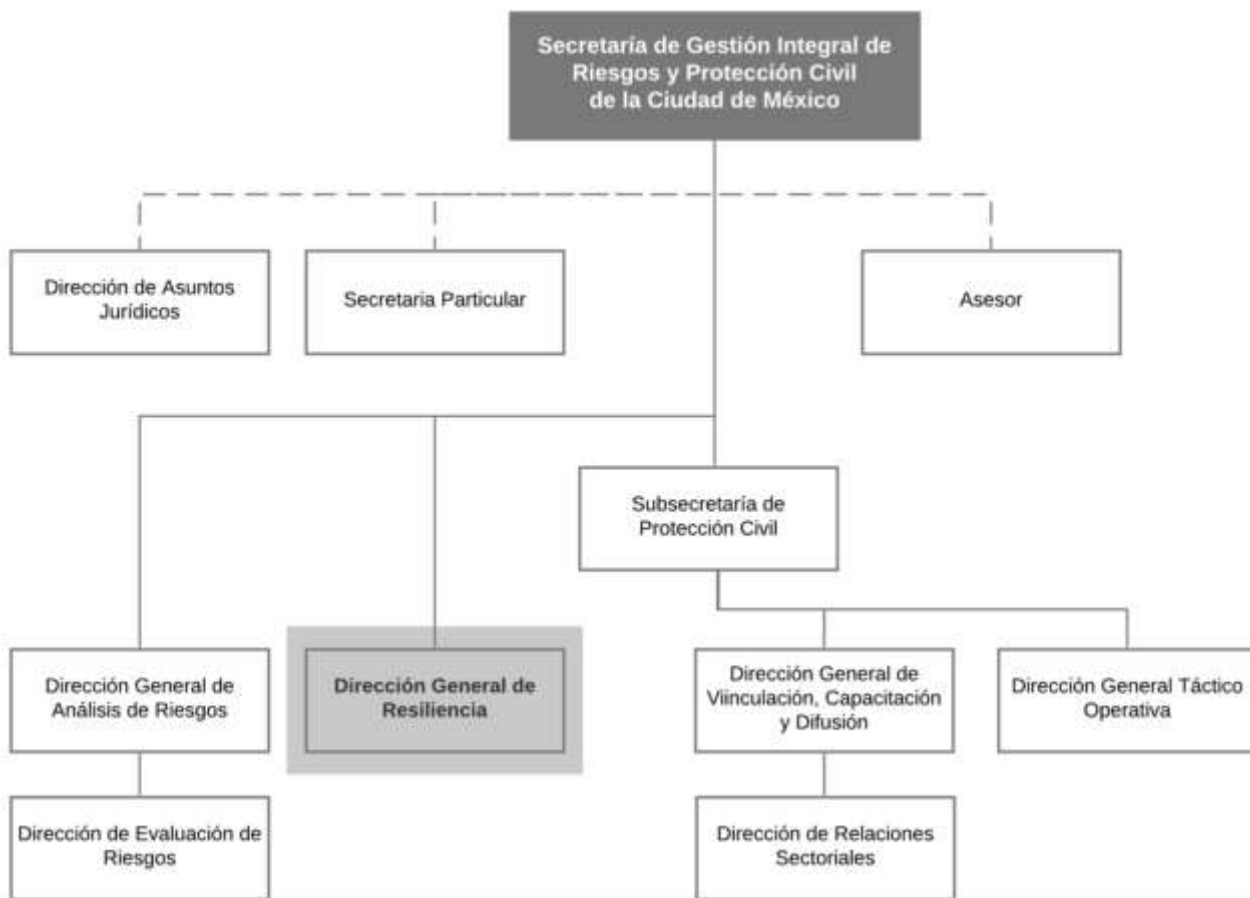 Secretaría de Gestión Integral de
Riesgos y Protección Civil
de la Ciudad de México
Dirección de Asuntos
Jurídicos
Secretaria Particular
Asesor
Subsecretaría de
Protección Civil
Dirección General de
Análisis de Riesgos
Dirección General de
Resiliencia
Dirección General de
Viinculación, Capacitación
y Difusión
Dirección General Táctico
Operativa
Dirección de Evaluación de
Riesgos
Dirección de Relaciones
Sectoriales